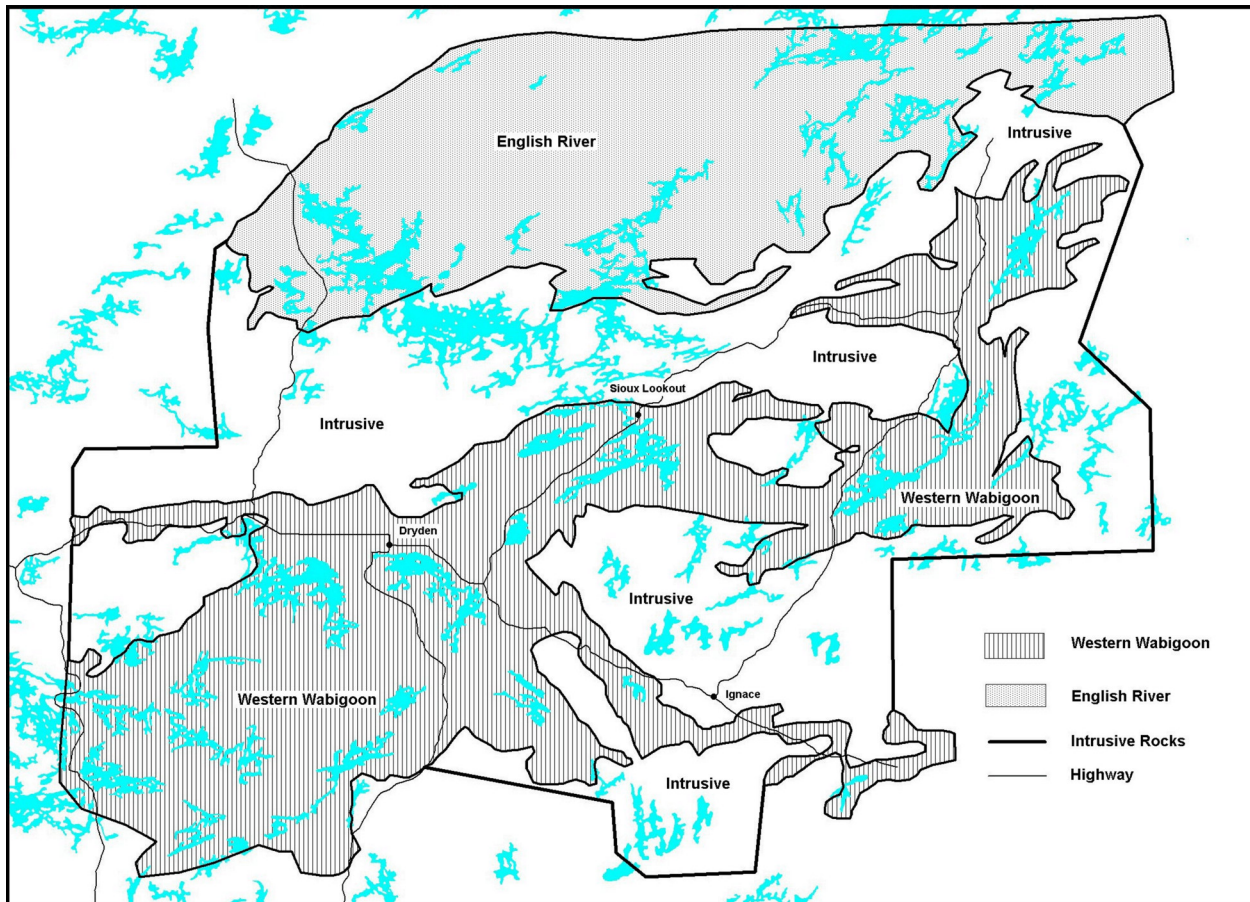 English River
Intrusive
Intrusive
Sioux Lookout
Intrusive
Western Wabigoon
Dryden
Intrusive
Western Wabigoon
Ignace
Intrusive
Western Wabigoon
English River
Intrusive Rocks
Highway